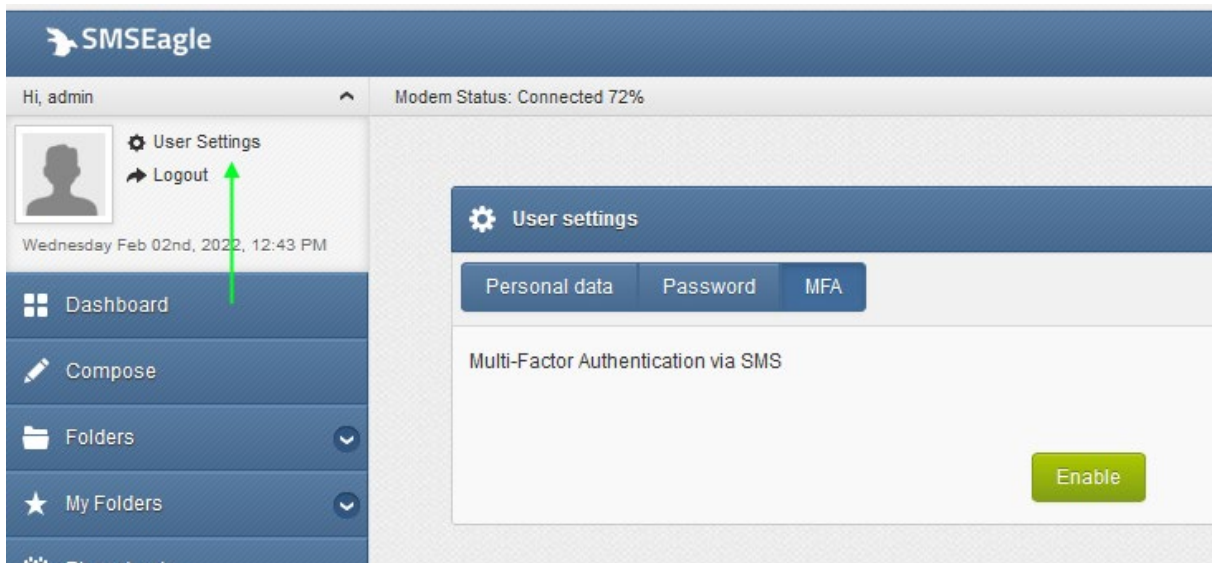 SMSEagle
Hi, admin
Modem Status: Connected 72%
User Settings
Logout
Wednesday Feb 02nd, 2022, 12:43 PM
Dashboard
Compose
Folders
My Folders
User settings
Personal data Password MFA
Multi-Factor Authentication via SMS
Enable